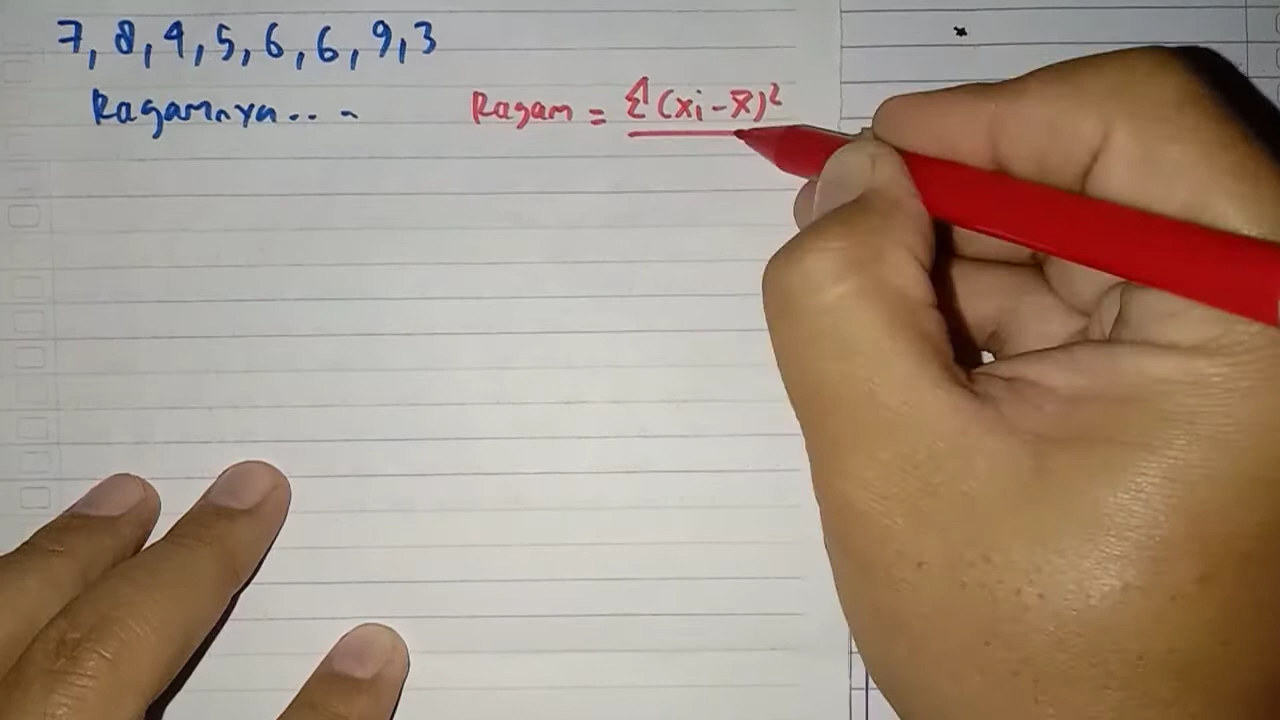 7, 8, 4, 5, 6, 6, 9, 3
Ragamnya...
Ragam = Σ(xi - x̄)²